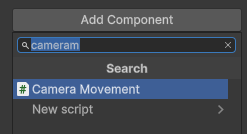 Add Component
cameram
Search
# Camera Movement
New script